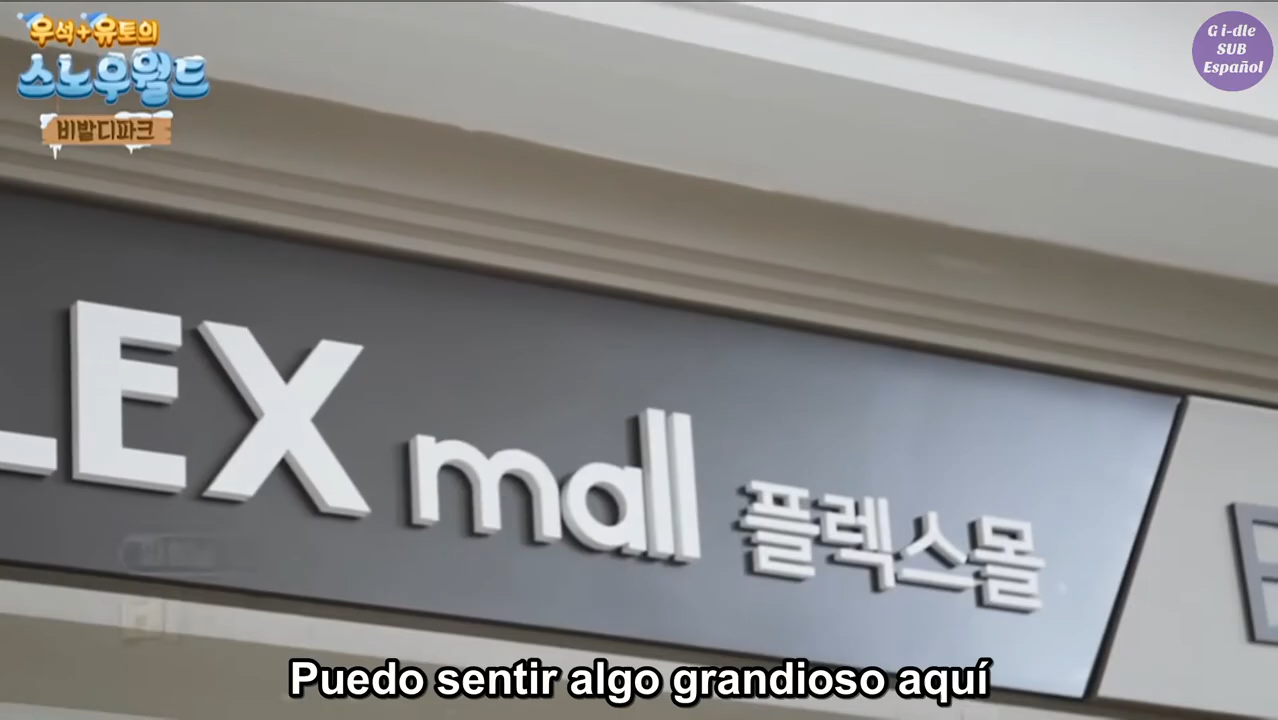 우석+유토의
스노우월드
비발디파크
G i-dle
SUB
Español
LEX mall 플렉스몰
Puedo sentir algo grandioso aquí